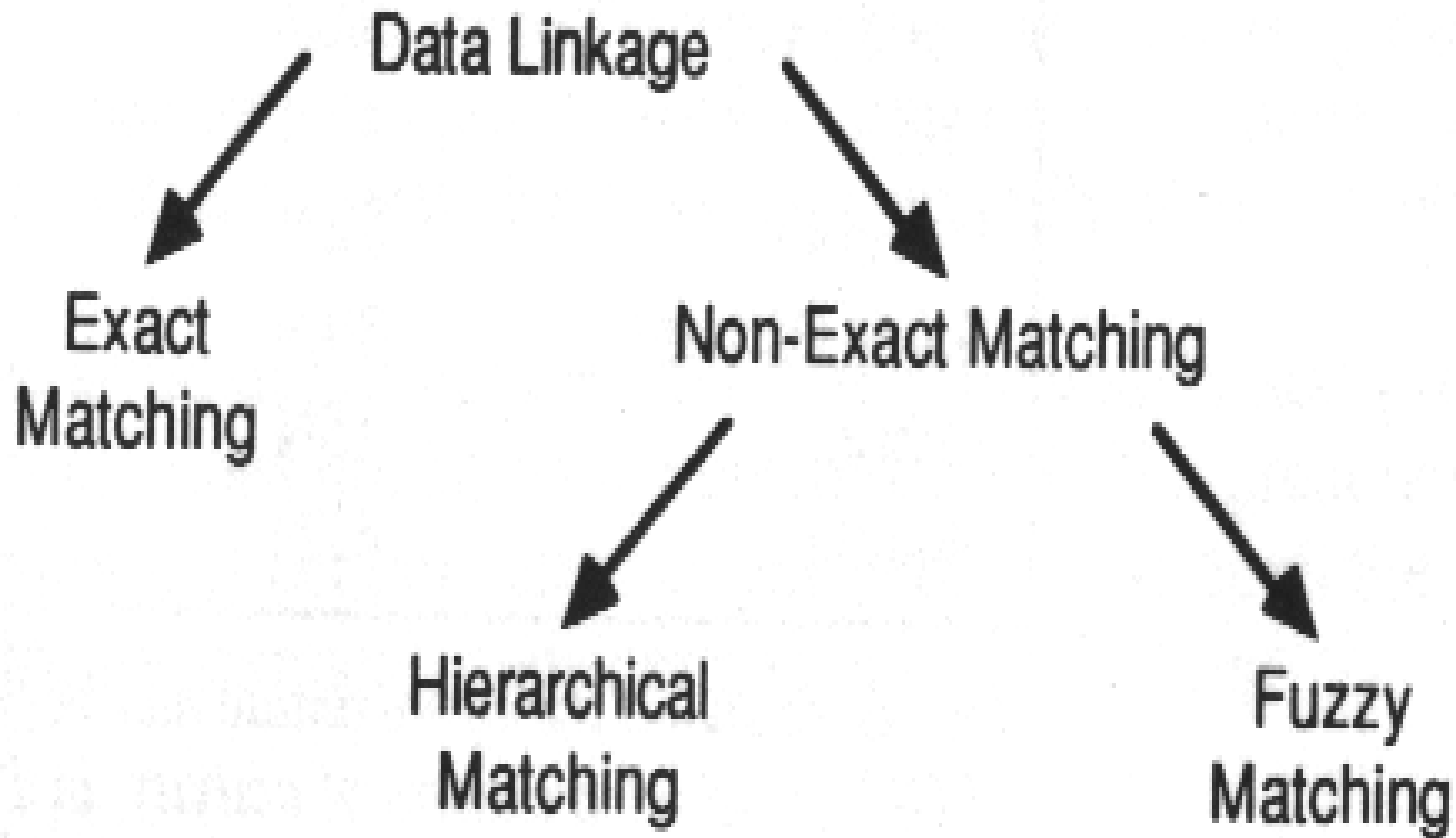 Data Linkage
Exact
Matching
Non-Exact Matching
Hierarchical
Matching
Fuzzy
Matching